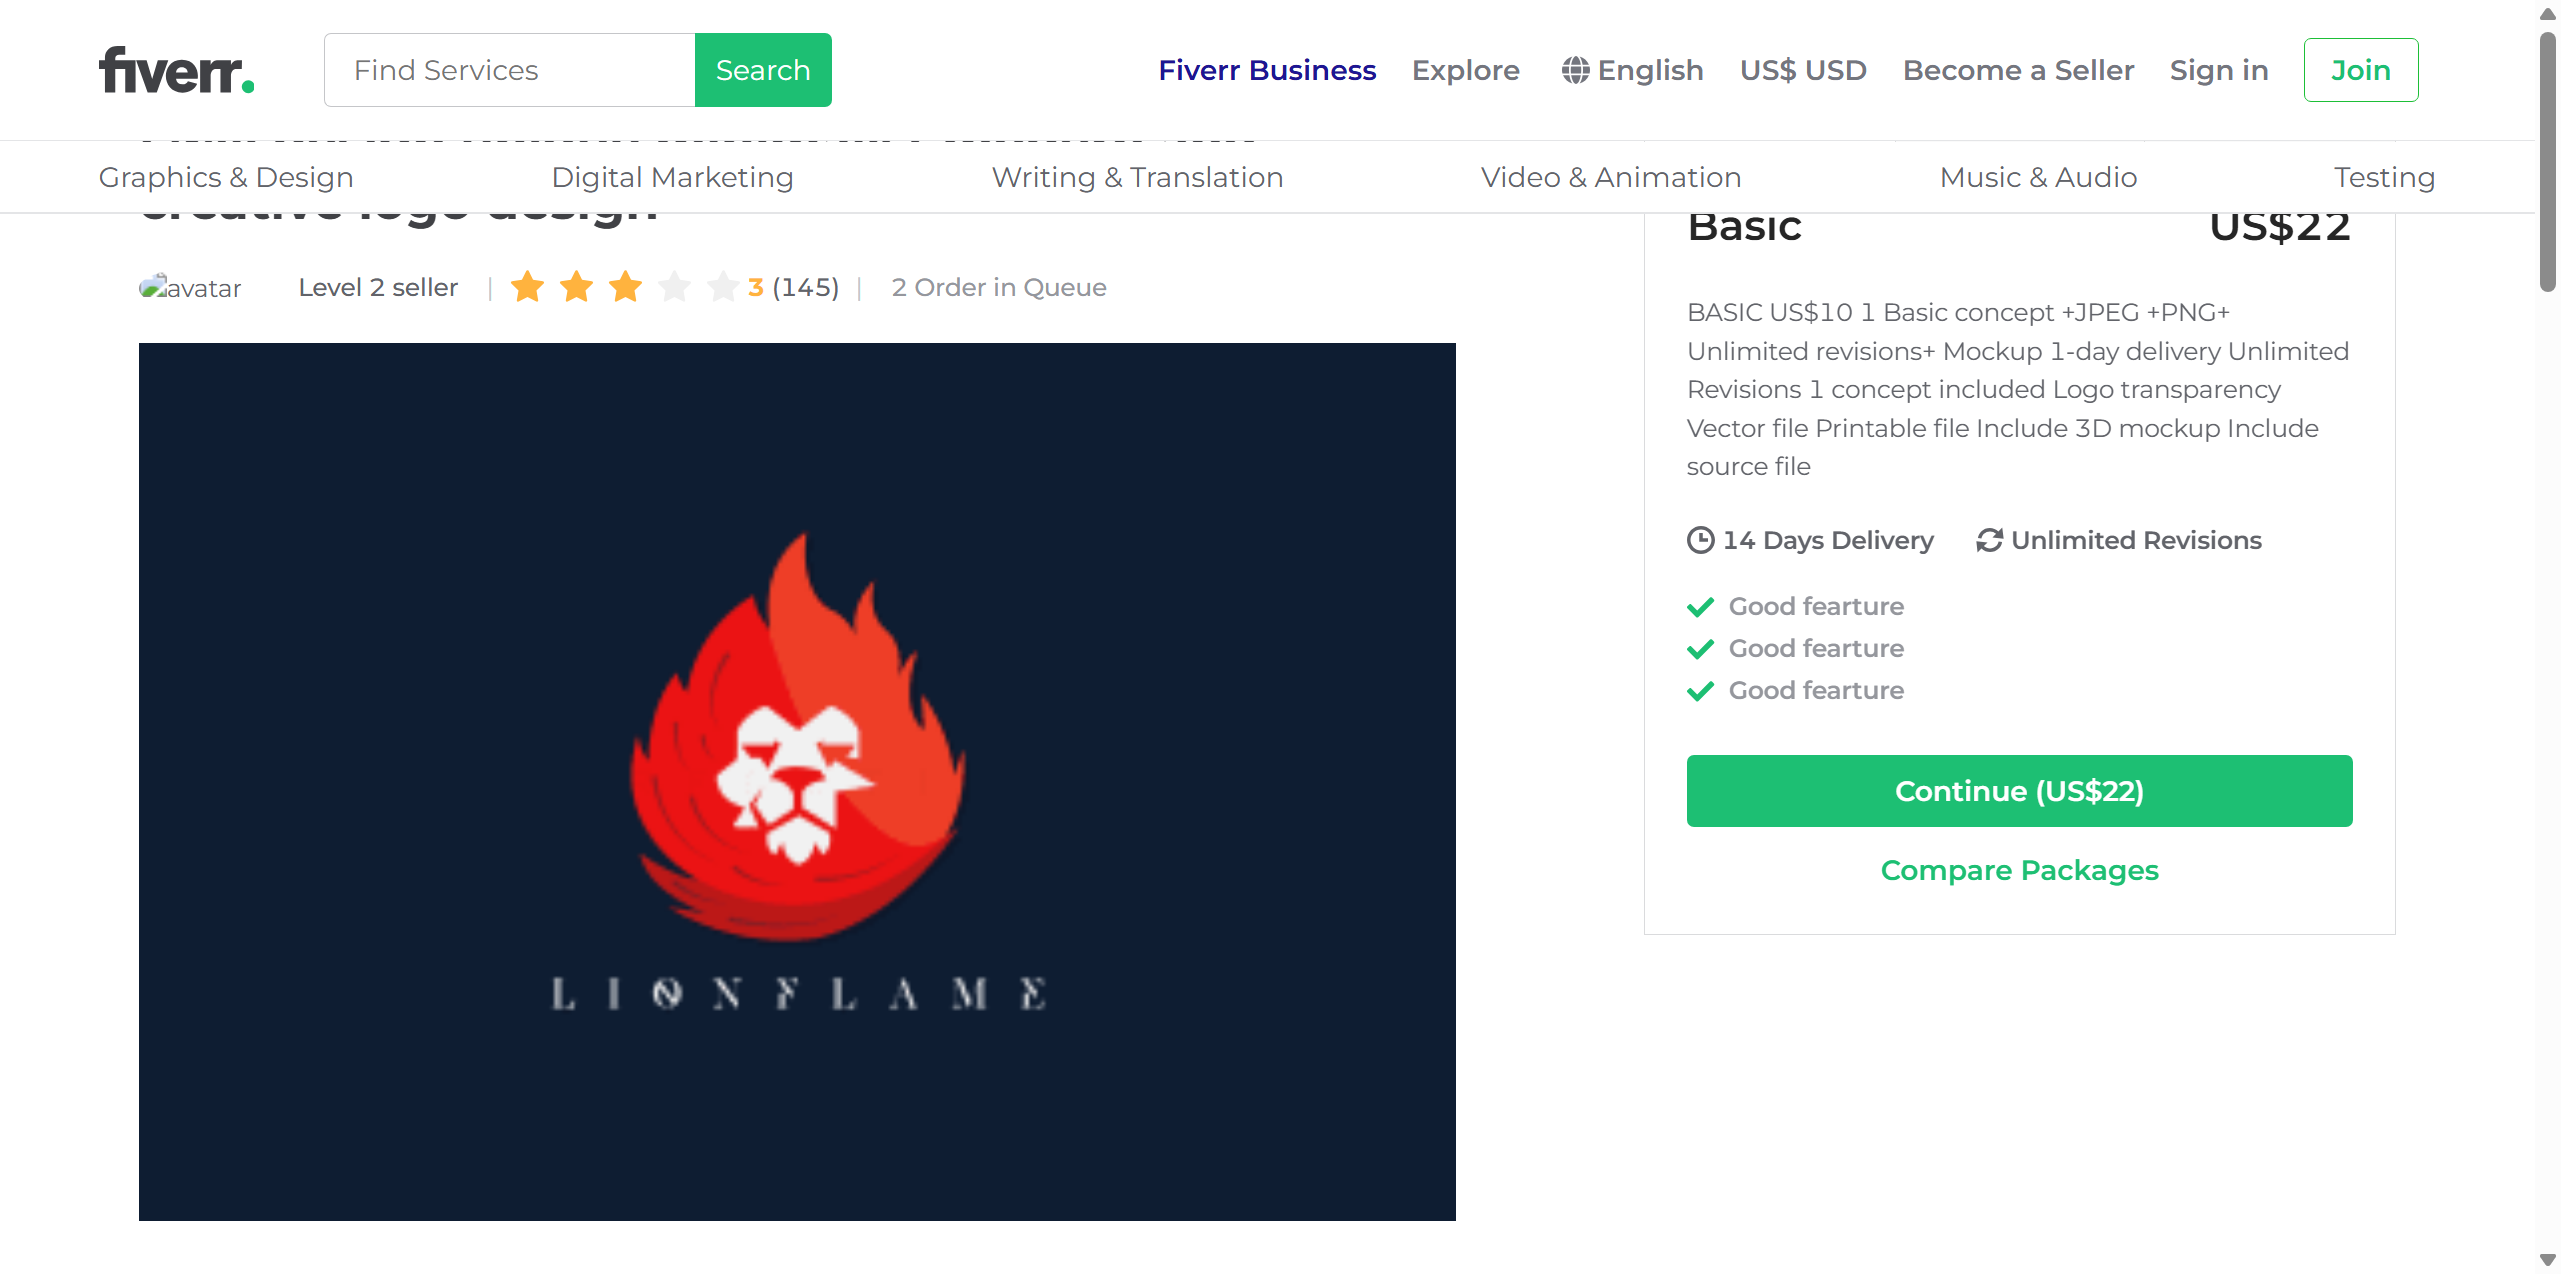 fiverr.
Find Services
Search
Fiverr Business
Explore
English
US$ USD
Become a Seller
Sign in
Join
Graphics & Design
Digital Marketing
Writing & Translation
Video & Animation
Music & Audio
Testing
creative logo design
avatar
Level 2 seller
|
3 (145)
|
2 Order in Queue
LIONFLAME
Basic
US$22
BASIC US$10 1 Basic concept +JPEG +PNG+
Unlimited revisions+ Mockup 1-day delivery Unlimited
Revisions 1 concept included Logo transparency
Vector file Printable file Include 3D mockup Include
source file
14 Days Delivery
Unlimited Revisions
Good fearture
Good fearture
Good fearture
Continue (US$22)
Compare Packages